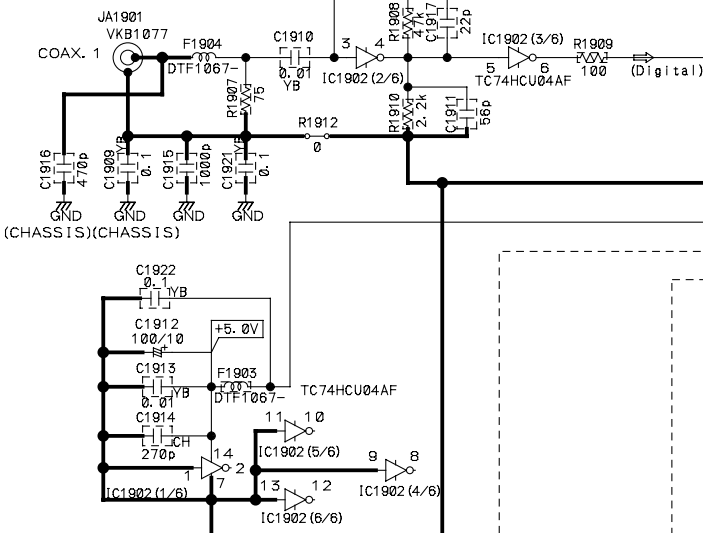 JA1901
VKB1077
COAX. 1
F1904
DTF1067-
C1910
0.01
YB
3
4
IC1902(2/6)
R1908
4.7k
C1917
22p
IC1902(3/6)
5
6
TC74HCU04AF
R1909
100
(Digital)
R1907
75
R1912
0
R1910
2.2k
C1911
56p
C1916
470p
C1909
YB
0.1
C1915
1000p
C1921
YB
0.1
GND
GND
GND
GND
(CHASSIS)(CHASSIS)
C1922
0.1
YB
C1912
100/10
+
+5.0V
C1913
YB
0.01
F1903
DTF1067-
TC74HCU04AF
C1914
CH
270p
14
1
2
7
IC1902(1/6)
11
10
IC1902(5/6)
9
8
IC1902(4/6)
13
12
IC1902(6/6)